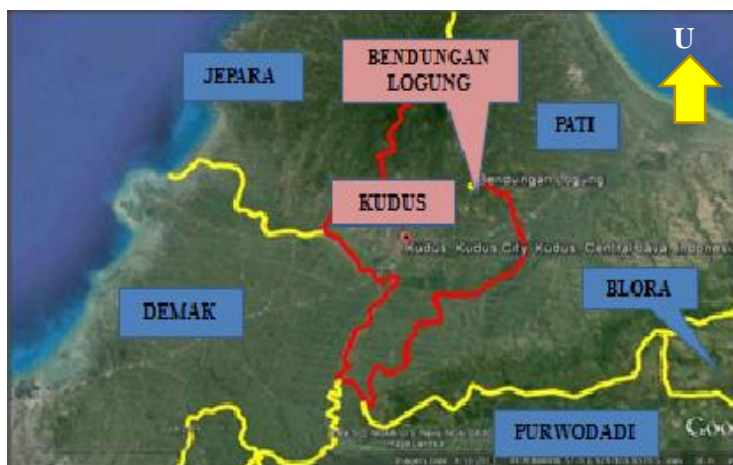 U
BENDUNGAN
LOGUNG
JEPARA
PATI
Bendungan logung
KUDUS
Kudus, Kudus City, Kudus, Central Java, Indonesia
BLORA
DEMAK
PURWODADI
Goo